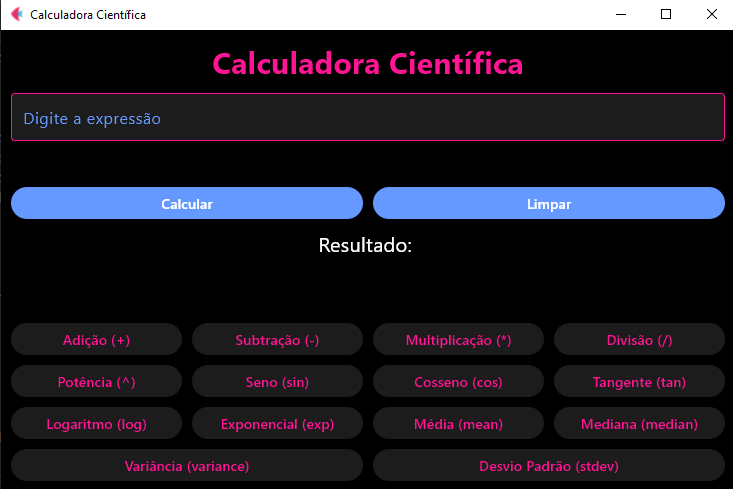 Calculadora Científica
Calculadora Científica
Digite a expressão
Calcular Limpar
Resultado:
Adição (+) Subtração (-) Multiplicação (*) Divisão (/)
Potência (^) Seno (sin) Cosseno (cos) Tangente (tan)
Logaritmo (log) Exponencial (exp) Média (mean) Mediana (median)
Variância (variance) Desvio Padrão (stdev)